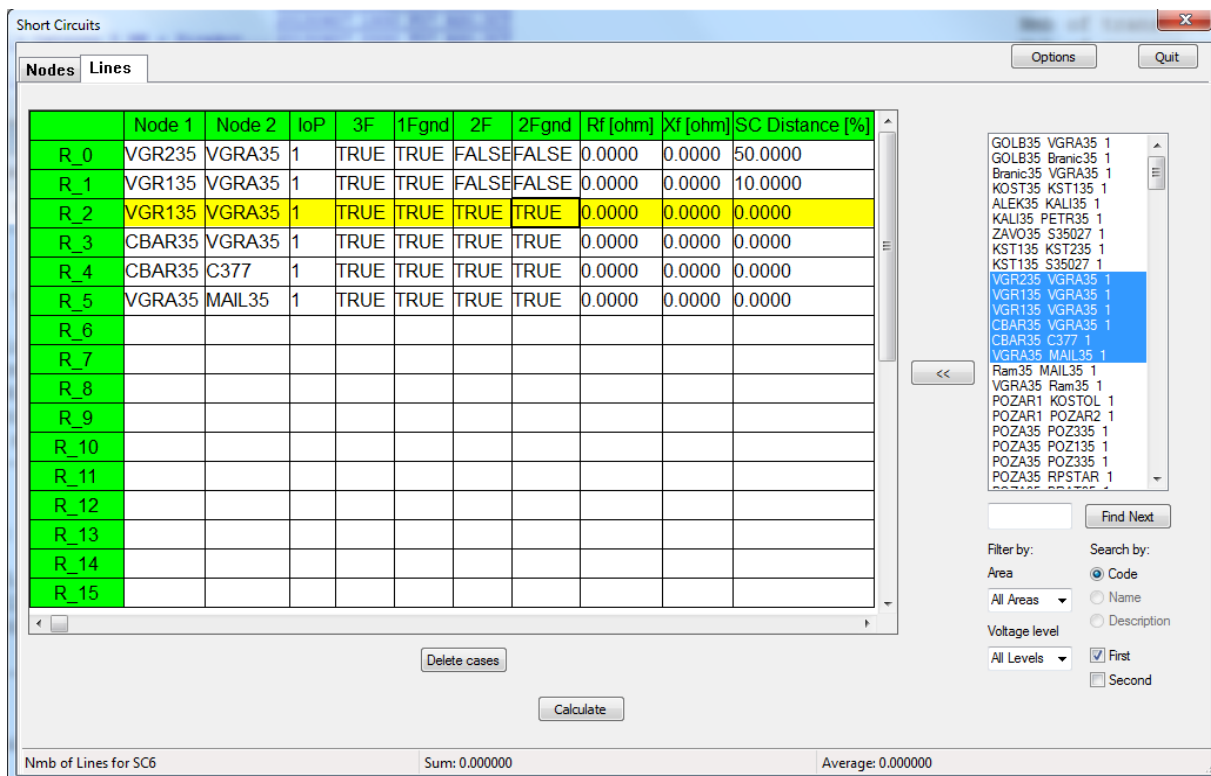 Short Circuits
Options
Quit
Nodes Lines
Node 1 Node 2 IoP 3F 1Fgnd 2F 2Fgnd Rf [ohm] Xf [ohm] SC Distance [%]
R_0 VGR235 VGRA35 1 TRUE TRUE FALSE FALSE 0.0000 0.0000 50.0000
R_1 VGR135 VGRA35 1 TRUE TRUE FALSE FALSE 0.0000 0.0000 10.0000
R_2 VGR135 VGRA35 1 TRUE TRUE TRUE TRUE 0.0000 0.0000 0.0000
R_3 CBAR35 VGRA35 1 TRUE TRUE TRUE TRUE 0.0000 0.0000 0.0000
R_4 CBAR35 C377 1 TRUE TRUE TRUE TRUE 0.0000 0.0000 0.0000
R_5 VGRA35 MAIL35 1 TRUE TRUE TRUE TRUE 0.0000 0.0000 0.0000
R_6
R_7
R_8
R_9
R_10
R_11
R_12
R_13
R_14
R_15
<<
GOLB35 VGRA35 1
GOLB35 Branic35 1
Branic35 VGRA35 1
KOST35 KST135 1
ALEK35 KALI35 1
KALI35 PETR35 1
ZAVO35 S35027 1
KST135 KST235 1
KST135 S35027 1
VGR235 VGRA35 1
VGR135 VGRA35 1
VGR135 VGRA35 1
CBAR35 VGRA35 1
CBAR35 C377 1
VGRA35 MAIL35 1
Ram35 MAIL35 1
VGRA35 Ram35 1
POZAR1 KOSTOL 1
POZAR1 POZAR2 1
POZA35 POZ335 1
POZA35 POZ135 1
POZA35 POZ335 1
POZA35 RPSTAR 1
Find Next
Filter by:
Area
All Areas
Voltage level
All Levels
Search by:
Code
Name
Description
First
Second
Delete cases
Calculate
Nmb of Lines for SC6
Sum: 0.000000
Average: 0.000000